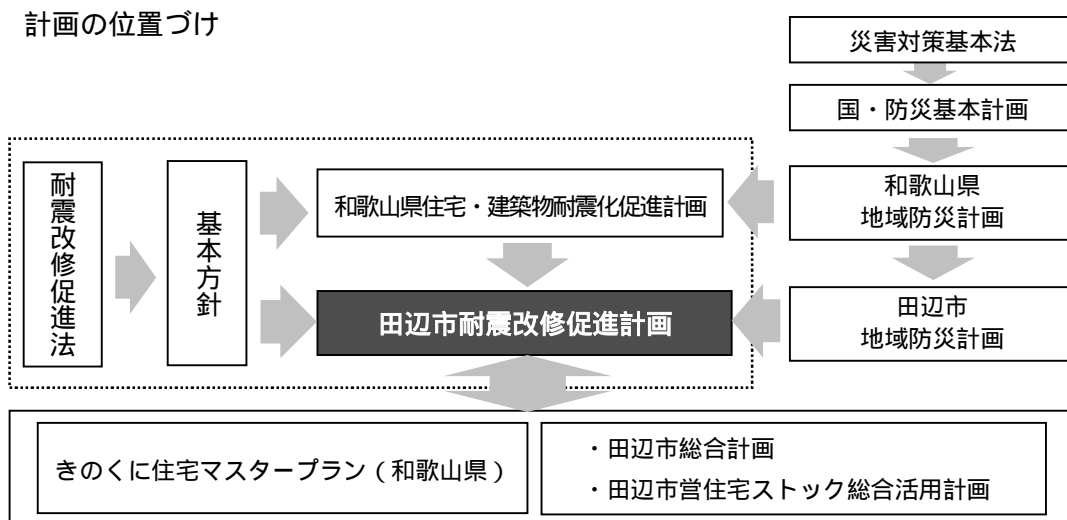 計画の位置づけ
災害対策基本法
国・防災基本計画
和歌山県
地域防災計画
田辺市
地域防災計画
耐震改修促進法
基本方針
和歌山県住宅・建築物耐震化促進計画
田辺市耐震改修促進計画
きのくに住宅マスタープラン（和歌山県）
・田辺市総合計画
・田辺市営住宅ストック総合活用計画